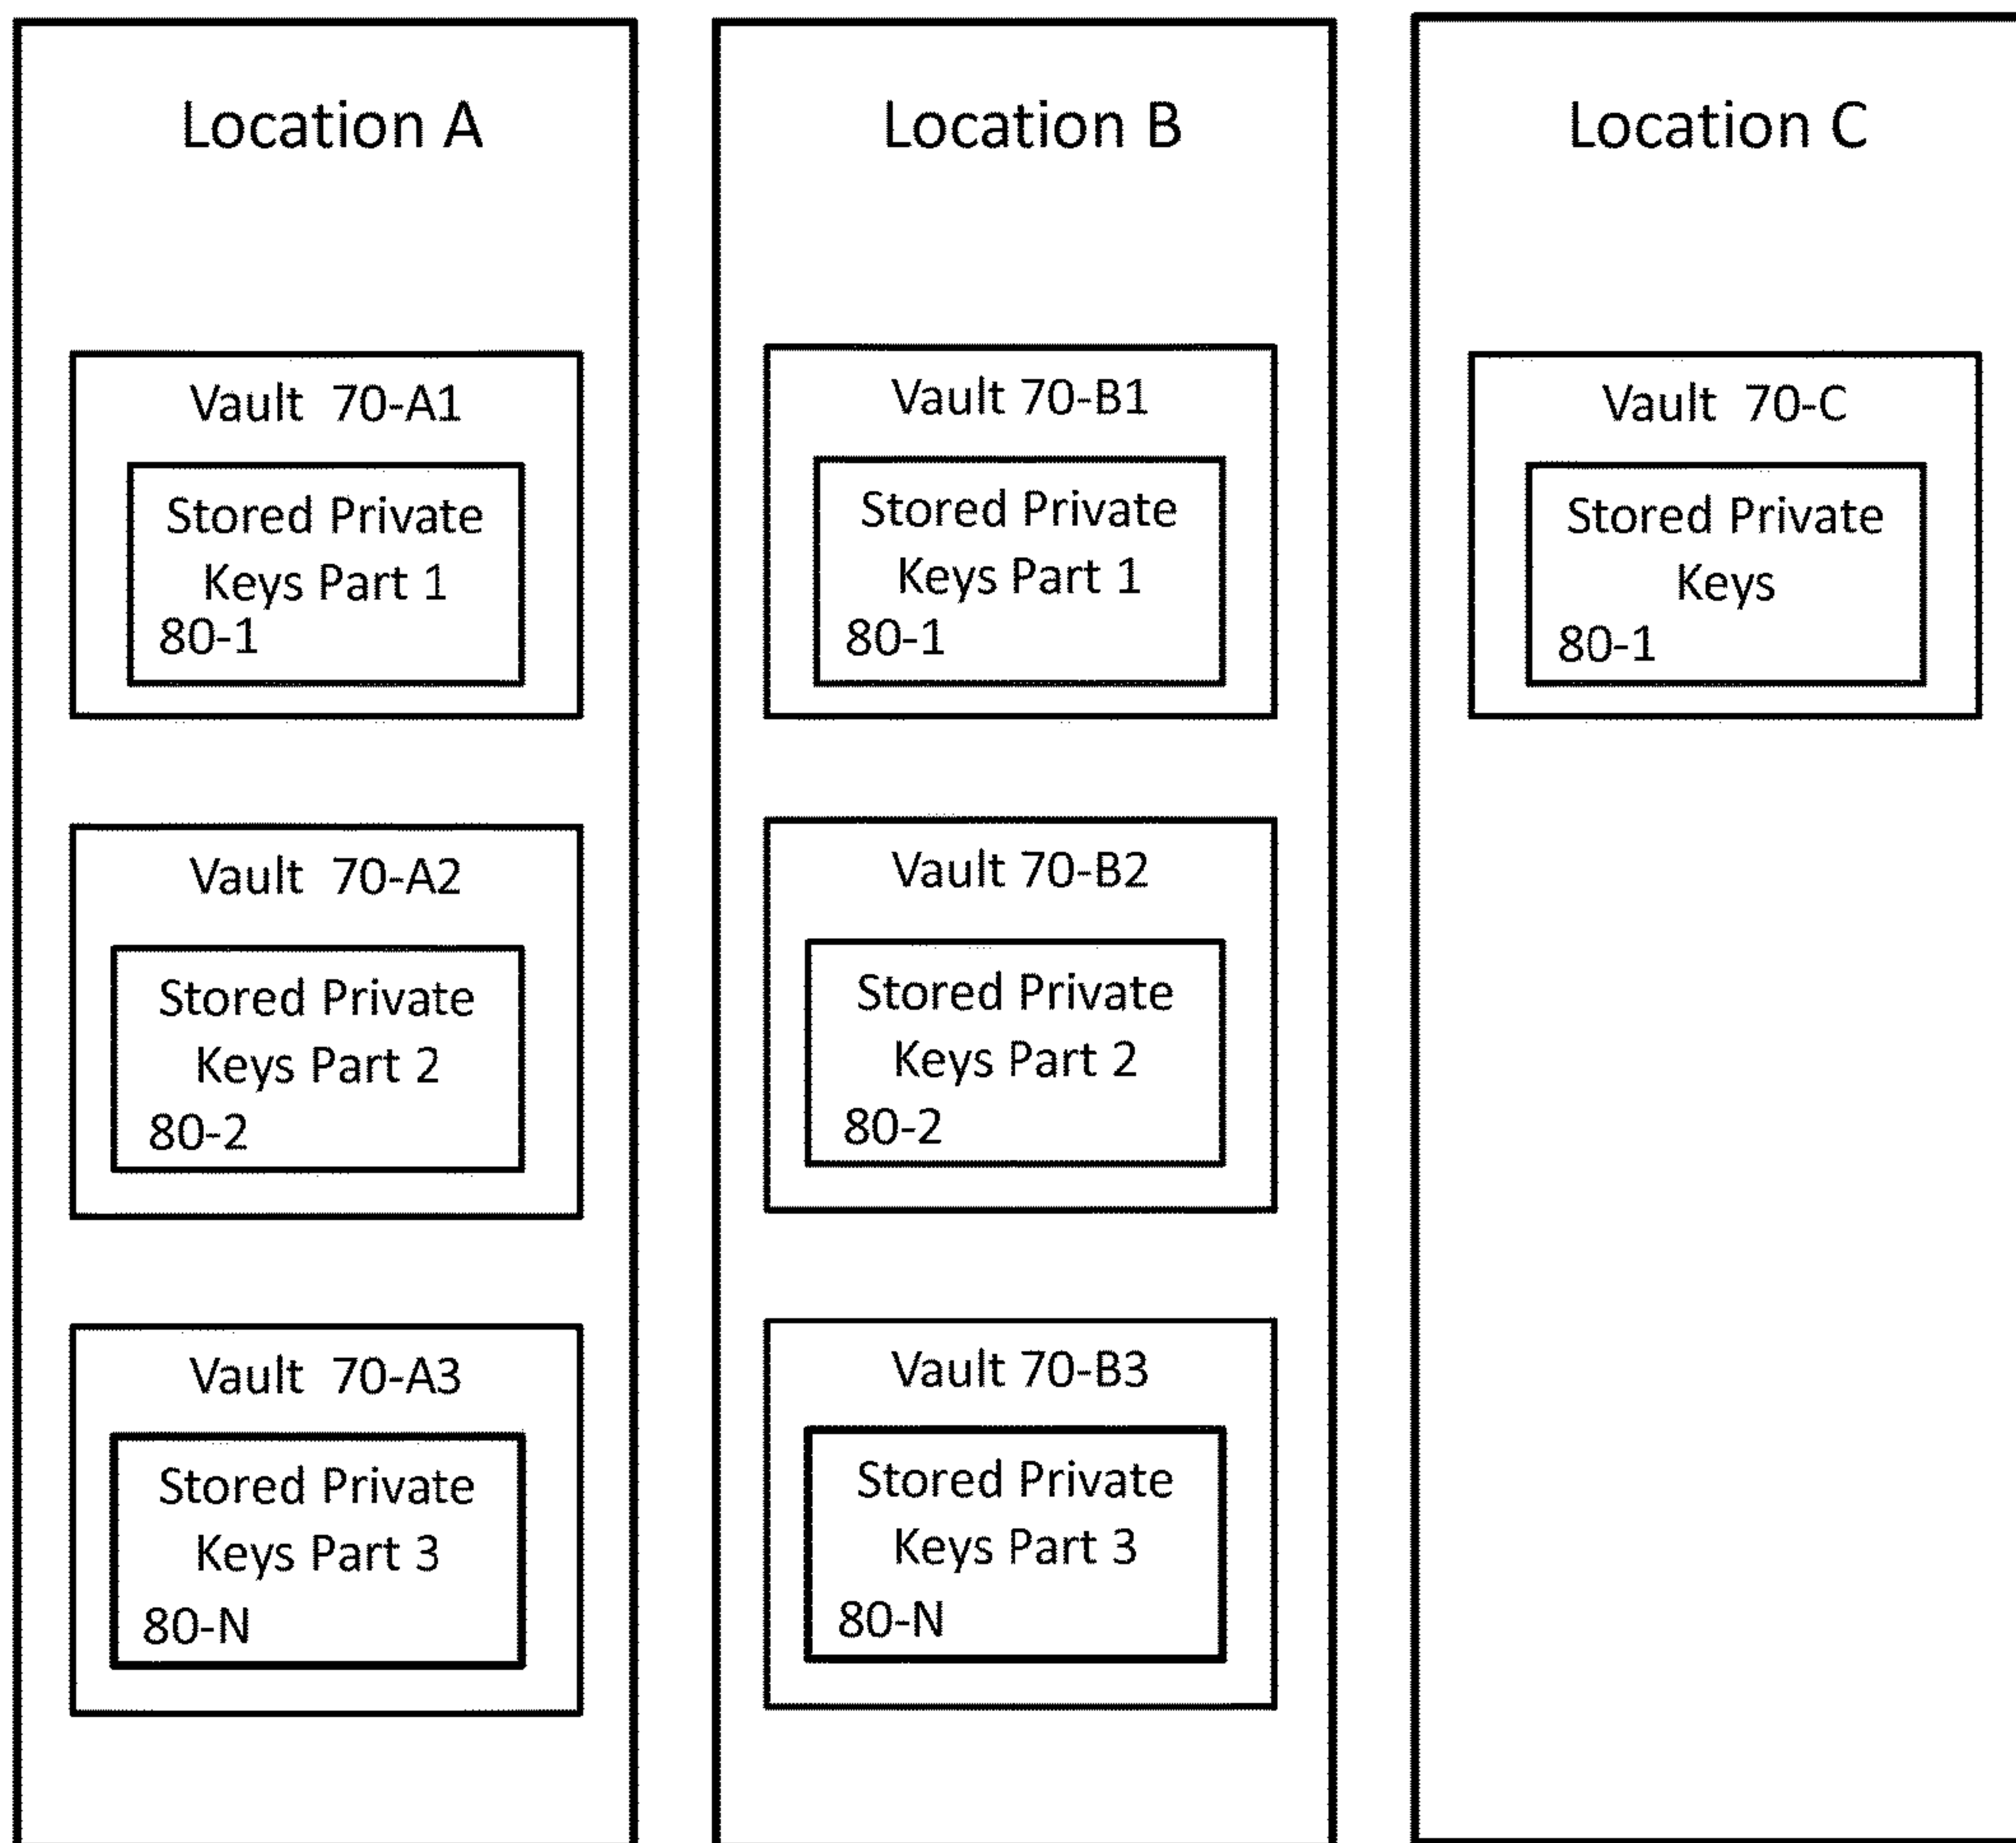 Location A
Vault 70-A1
Stored Private
Keys Part 1
80-1
Vault 70-A2
Stored Private
Keys Part 2
80-2
Vault 70-A3
Stored Private
Keys Part 3
80-N
Location B
Vault 70-B1
Stored Private
Keys Part 1
80-1
Vault 70-B2
Stored Private
Keys Part 2
80-2
Vault 70-B3
Stored Private
Keys Part 3
80-N
Location C
Vault 70-C
Stored Private
Keys
80-1